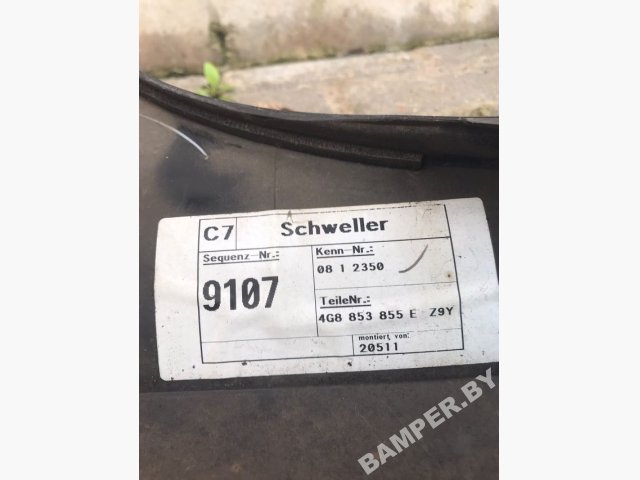 C7 Schweller
Sequenz-Nr.:
9107
Kenn-Nr.:
08 1 2350
TeileNr.:
4G8 853 855 E Z9Y
montiert von:
20511
BAMPER.BY